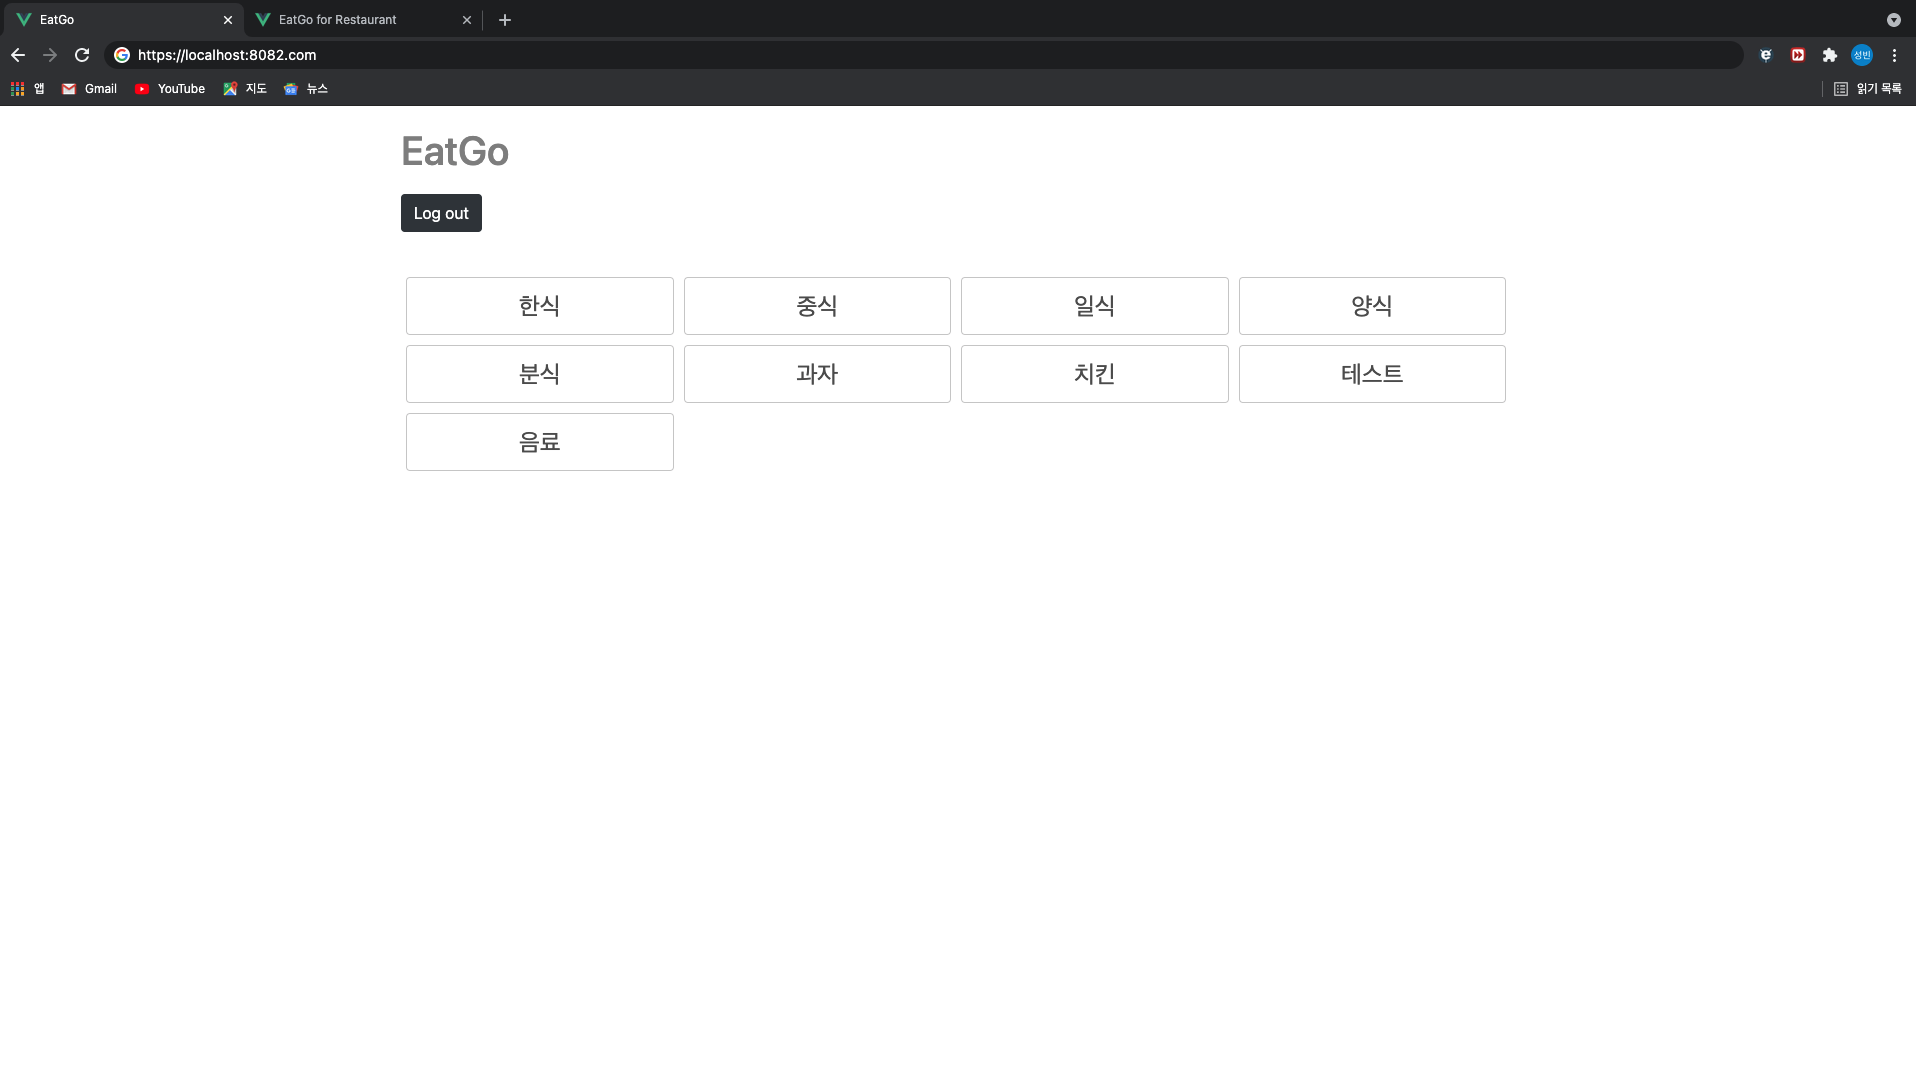 EatGo
EatGo for Restaurant
https://localhost:8082.com
성빈
앱 Gmail YouTube 지도 뉴스
읽기 목록
EatGo
Log out
한식 중식 일식 양식
분식 과자 치킨 테스트
음료